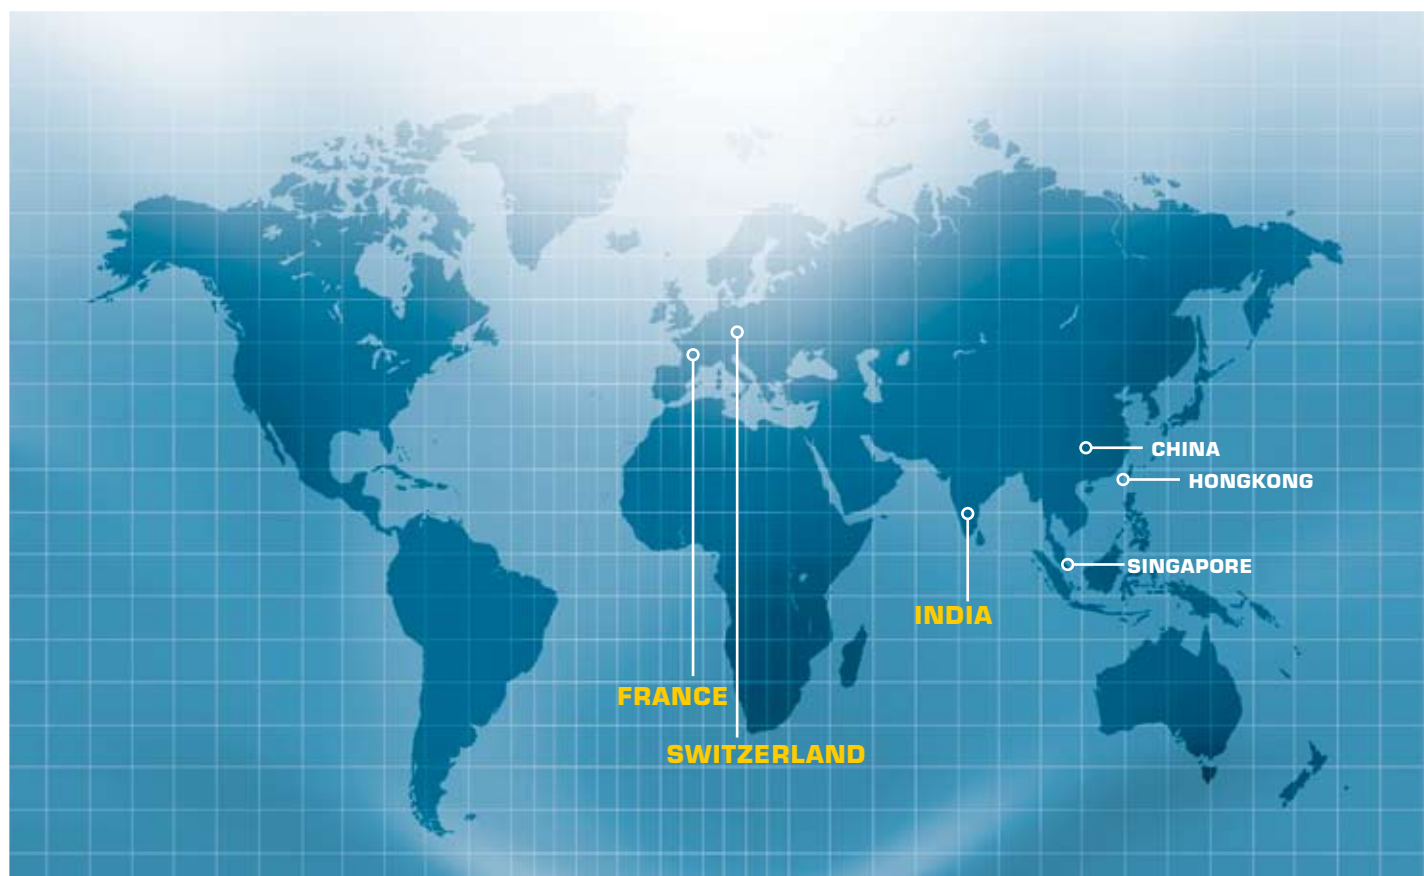 CHINA
HONGKONG
SINGAPORE
INDIA
FRANCE
SWITZERLAND